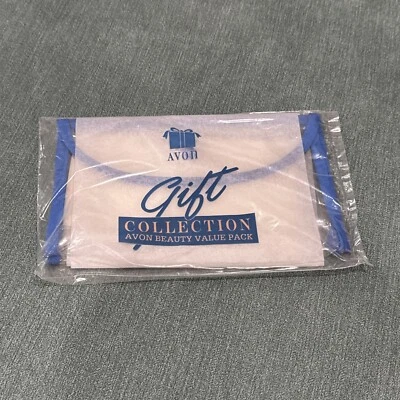 AVON
Gift
COLLECTION
AVON BEAUTY VALUE PACK